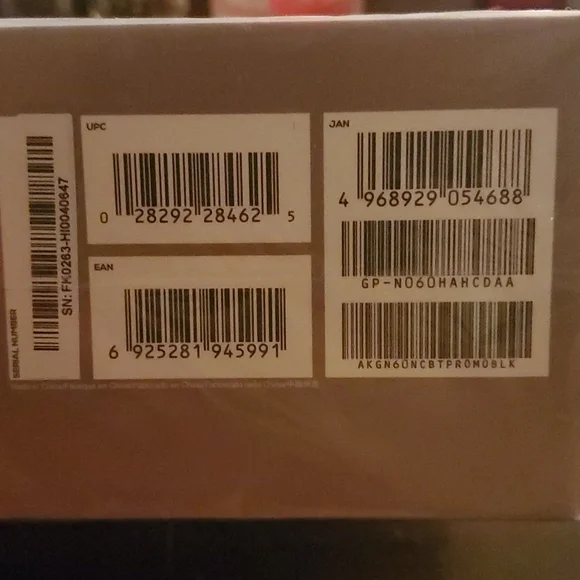 SERIAL NUMBER
SN: FK0263-HI0040647
UPC
0 28292 28462 5
EAN
6 925281 945991
JAN
4 968929 054688
GP-N060HAHCDAA
AKGN60NCBTPROMOBLK